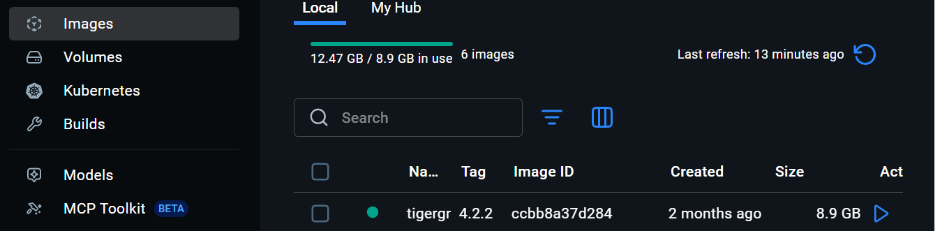 Local My Hub
Images
Volumes
Kubernetes
Builds
Models
MCP Toolkit BETA
12.47 GB / 8.9 GB in use 6 images
Last refresh: 13 minutes ago
Search
Na... Tag Image ID Created Size Act
tigergr 4.2.2 ccbb8a37d284 2 months ago 8.9 GB